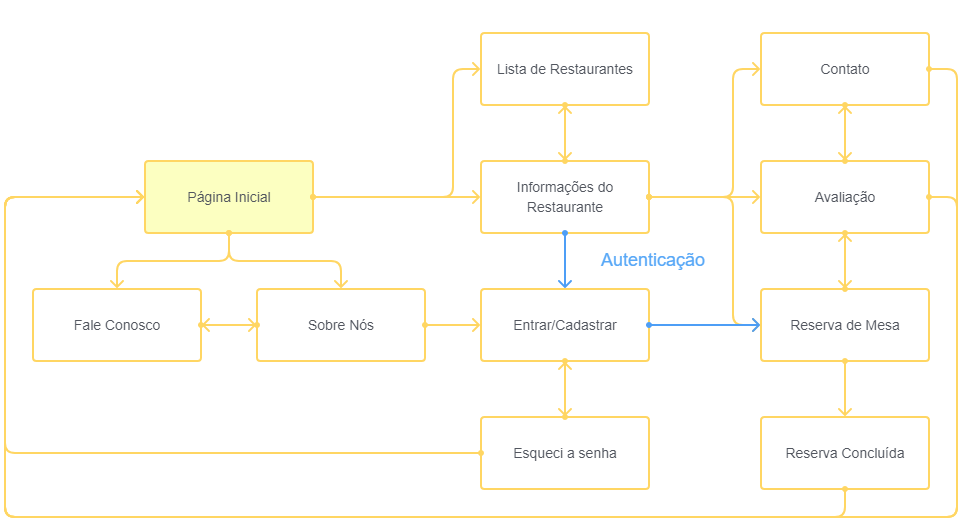 Lista de Restaurantes
Contato
Página Inicial
Informações do
Restaurante
Avaliação
Autenticação
Fale Conosco
Sobre Nós
Entrar/Cadastrar
Reserva de Mesa
Esqueci a senha
Reserva Concluída